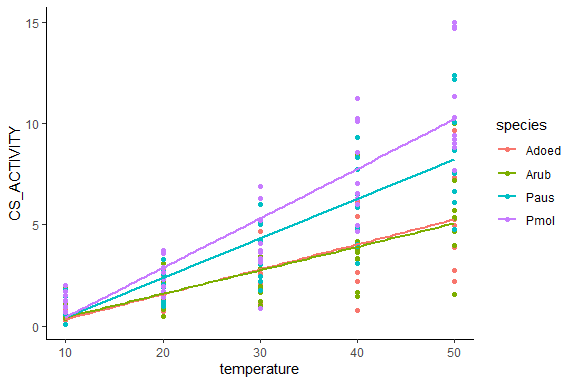 15
10
5
0
CS_ACTIVITY
10
20
30
40
50
temperature
species
Adoed
Arub
Paus
Pmol